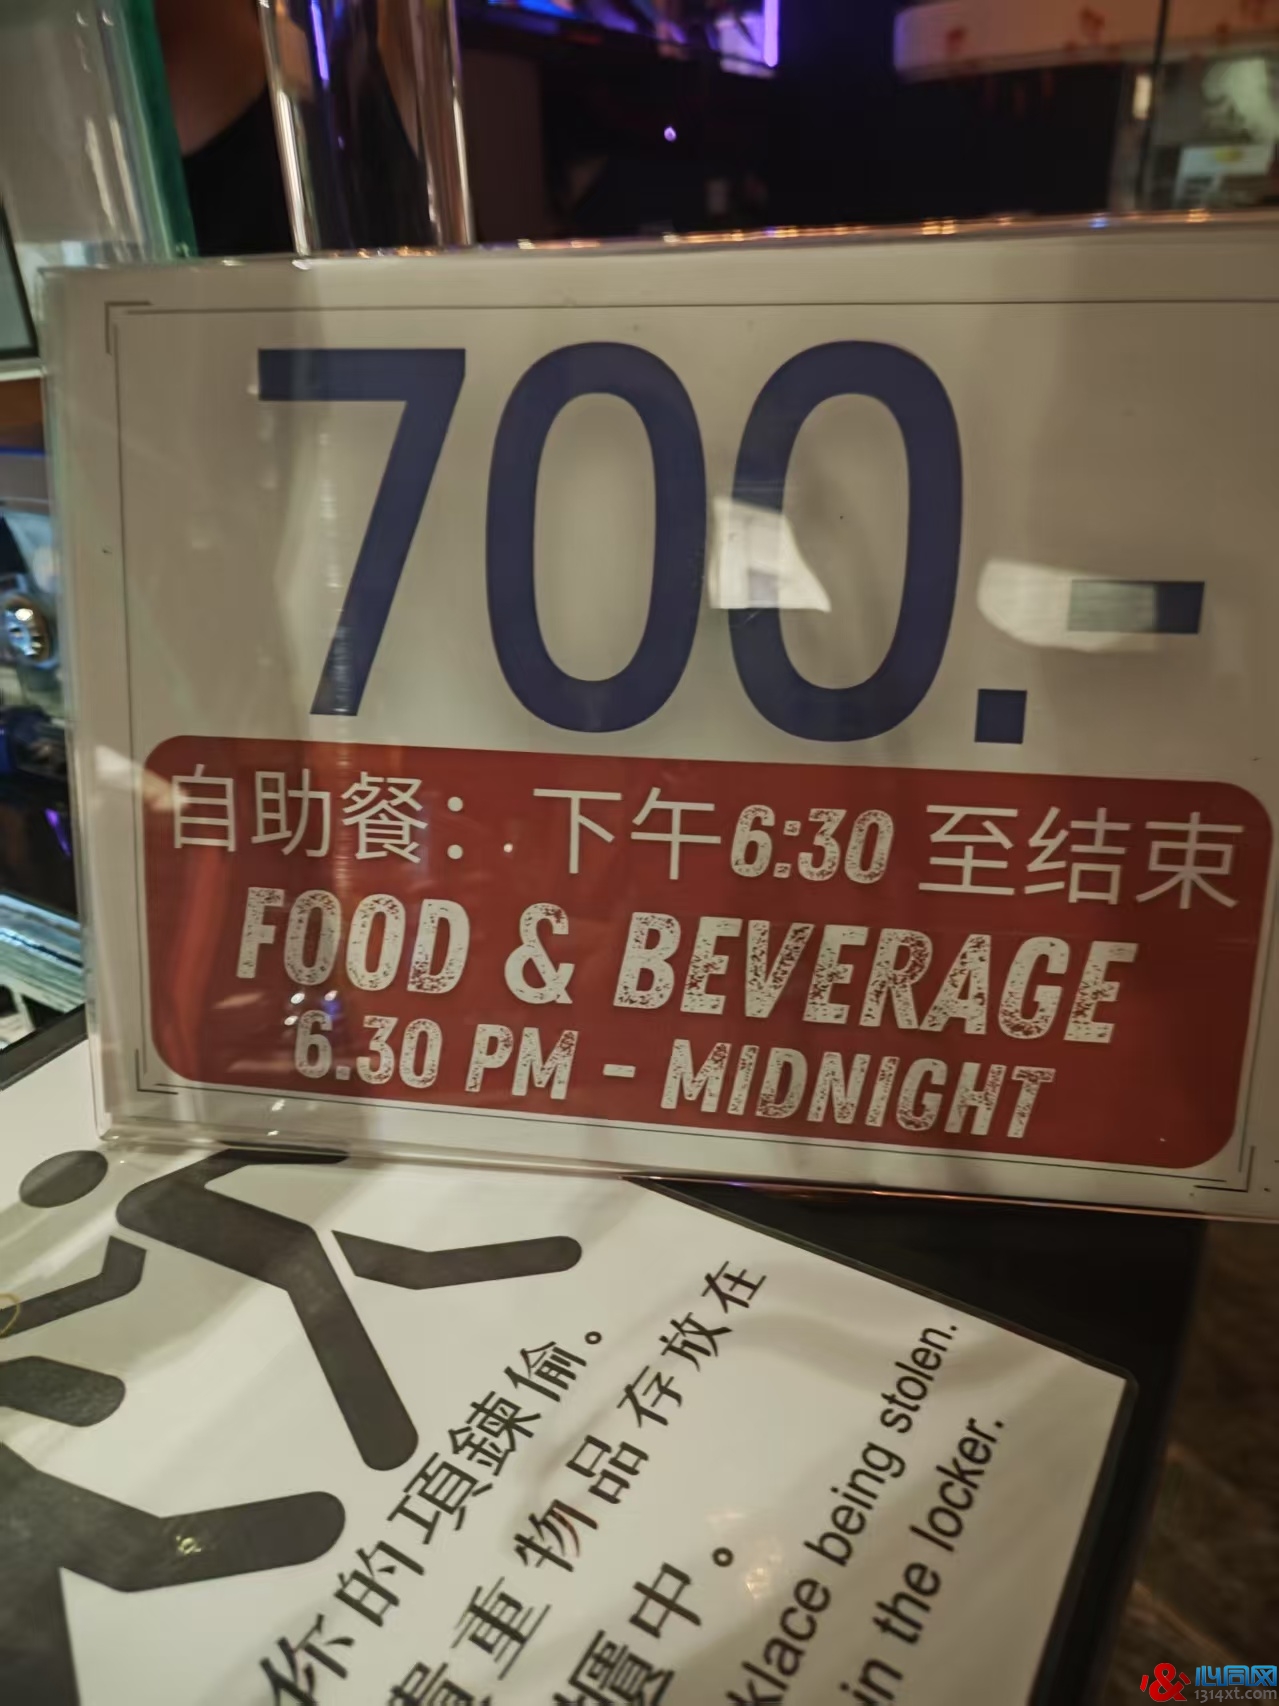 700.-
自助餐：下午6:30 至结束
FOOD & BEVERAGE
6.30 PM - MIDNIGHT
你的項鍊偷。
貴重物品存放在
櫃中。
klace being stolen.
in the locker.
心同网
1314xt.com